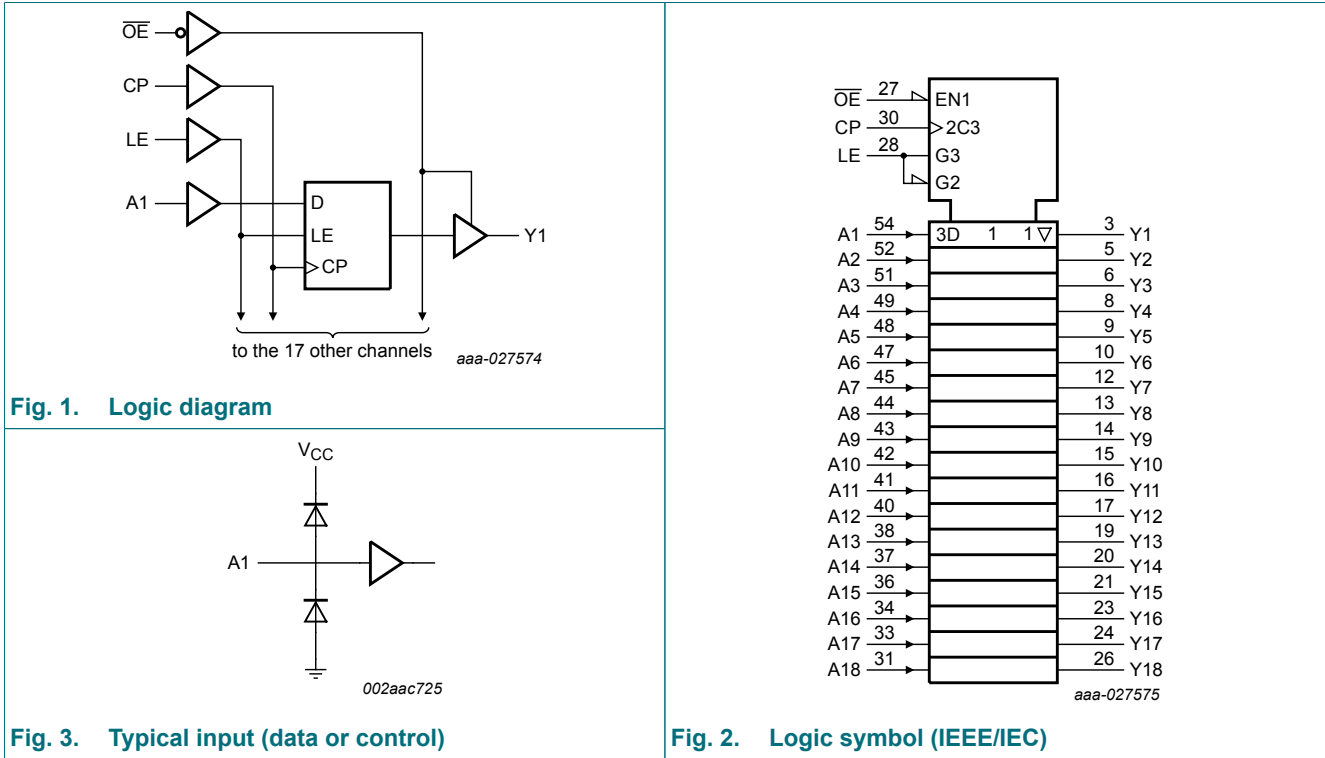 OE
CP
LE
A1
D
LE
CP
Y1
to the 17 other channels
aaa-027574
Fig. 1. Logic diagram
VCC
A1
002aac725
Fig. 3. Typical input (data or control)
OE 27 EN1
CP 30 2C3
LE 28 G3
G2
A1 54 3D 1 1 ▽ 3 Y1
A2 52 5 Y2
A3 51 6 Y3
A4 49 8 Y4
A5 48 9 Y5
A6 47 10 Y6
A7 45 12 Y7
A8 44 13 Y8
A9 43 14 Y9
A10 42 15 Y10
A11 41 16 Y11
A12 40 17 Y12
A13 38 19 Y13
A14 37 20 Y14
A15 36 21 Y15
A16 34 23 Y16
A17 33 24 Y17
A18 31 26 Y18
aaa-027575
Fig. 2. Logic symbol (IEEE/IEC)